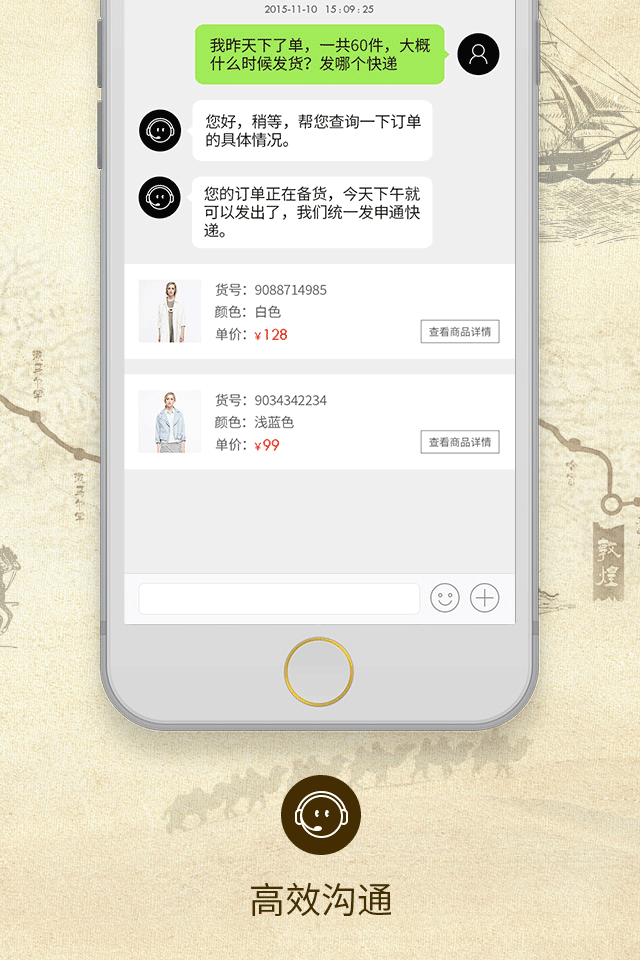 2015-11-10 15:09:25
我昨天下了单，一共60件，大概
什么时候发货？发哪个快递
您好，稍等，帮您查询一下订单
的具体情况。
您的订单正在备货，今天下午就
可以发出了，我们统一发申通快
递。
货号：9088714985
颜色：白色
单价：¥128
查看商品详情
货号：9034342234
颜色：浅蓝色
单价：¥99
查看商品详情
敦煌
高效沟通